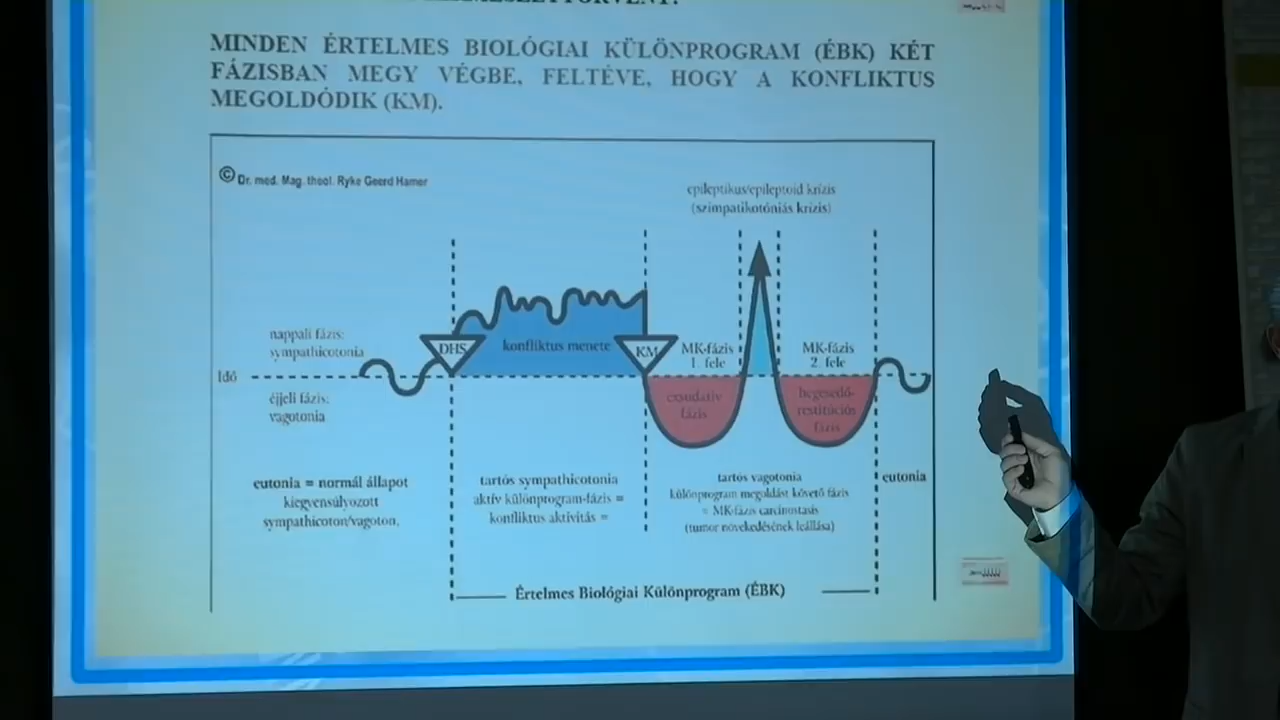 MINDEN ÉRTELMES BIOLÓGIAI KÜLÖNPROGRAM (ÉBK) KÉT
FÁZISBAN MEGY VÉGBE, FELTÉVE, HOGY A KONFLIKTUS
MEGOLDÓDIK (KM).
© Dr. med. Mag. theol. Ryke Geerd Hamer
epileptikus/epileptoid krízis
(szimpatikotóniás krízis)
nappali fázis:
sympathicotonia
DHS
konfliktus menete
KM
MK-fázis
1. fele
MK-fázis
2. fele
Idő
éjjeli fázis:
vagotonia
exsudativ
fázis
hegesedő-
restitúciós
fázis
eutonia = normál állapot
kiegyensúlyozott
sympathicoton/vagoton,
tartós sympathicotonia
aktív különprogram-fázis =
konfliktus aktivitás =
tartós vagotonia
különprogram megoldást követő fázis
= MK-fázis carcinostasis
(tumor növekedésének leállása)
eutonia
Értelmes Biológiai Különprogram (ÉBK)